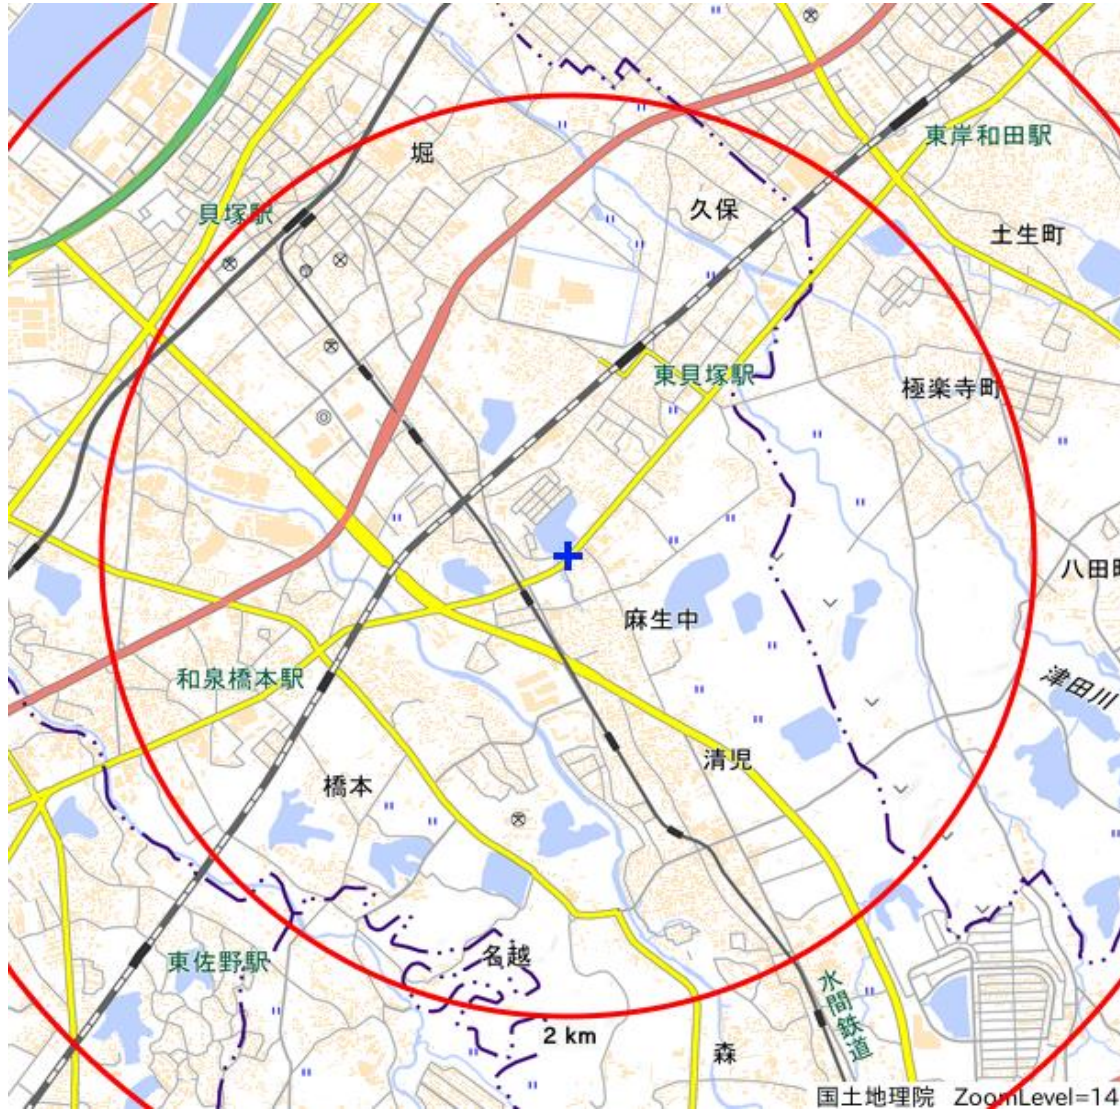 堀
東岸和田駅
貝塚駅
久保
土生町
東貝塚駅
極楽寺町
八田町
麻生中
和泉橋本駅
津田川
清児
橋本
名越
東佐野駅
水間鉄道
2 km
森
国土地理院 ZoomLevel=14